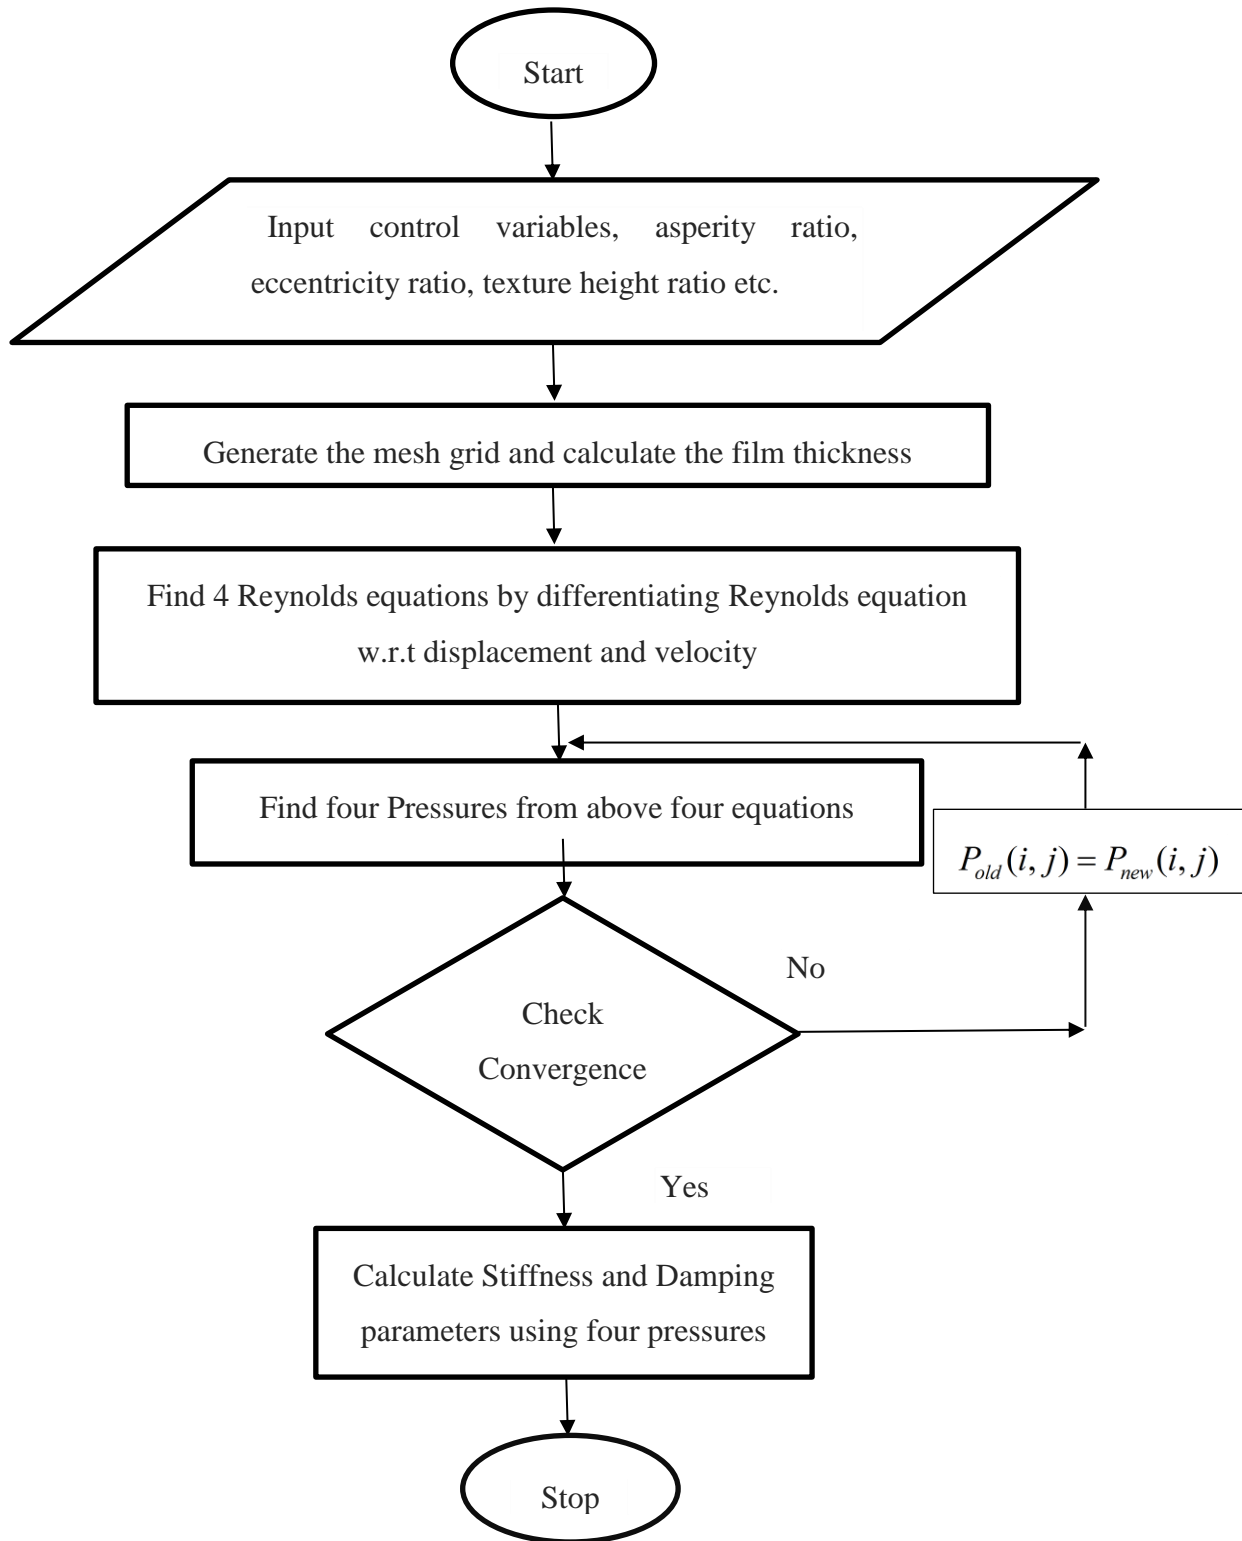 Start
Input control variables, asperity ratio,
eccentricity ratio, texture height ratio etc.
Generate the mesh grid and calculate the film thickness
Find 4 Reynolds equations by differentiating Reynolds equation
w.r.t displacement and velocity
Find four Pressures from above four equations
P_old(i, j) = P_new(i, j)
No
Check
Convergence
Yes
Calculate Stiffness and Damping
parameters using four pressures
Stop